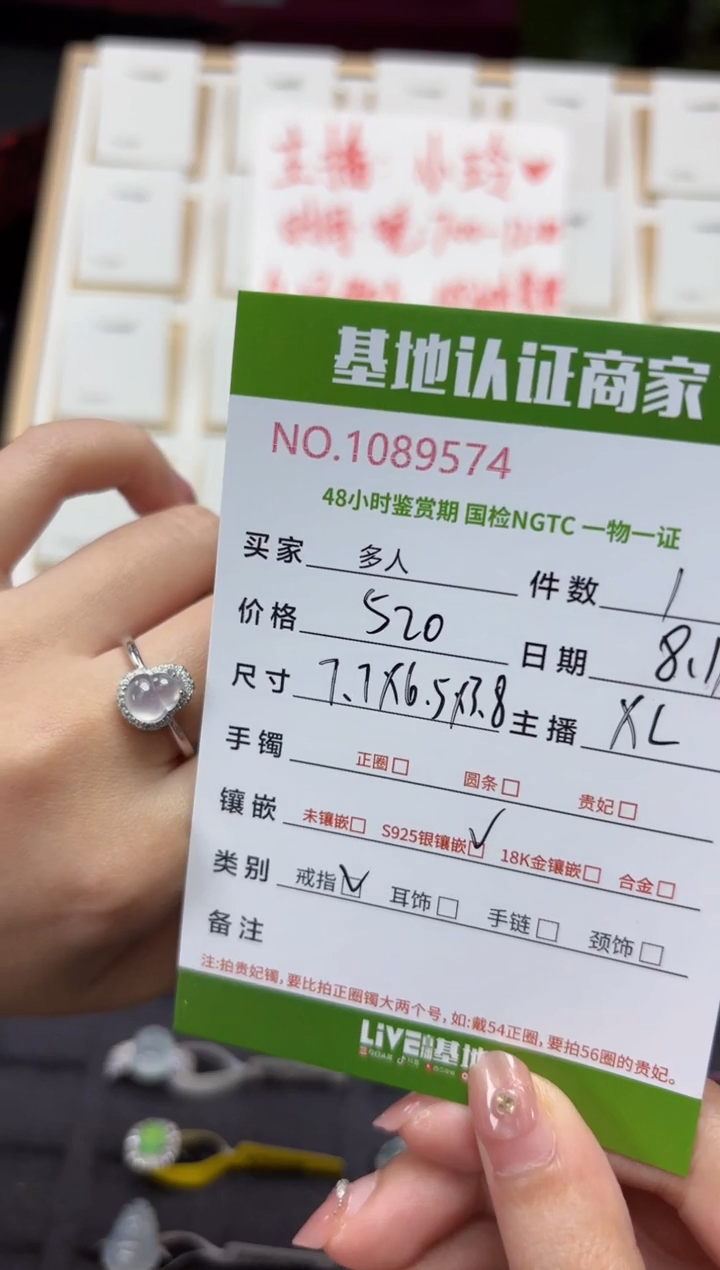 主播 小玲♥
基地认证商家
NO.1089574
48小时鉴赏期 国检NGTC 一物一证
买家 多人 件数 1
价格 520 日期 8.1
尺寸 7.7X6.5X3.8 主播 XL
手镯 正圈□ 圆条□ 贵妃□
镶嵌 未镶嵌□ S925银镶嵌☑ 18K金镶嵌□ 合金□
类别 戒指☑ 耳饰□ 手链□ 颈饰□
备注
注:拍贵妃镯,要比拍正圈镯大两个号,如:戴54正圈,要拍56圈的贵妃。
LiVE 基地